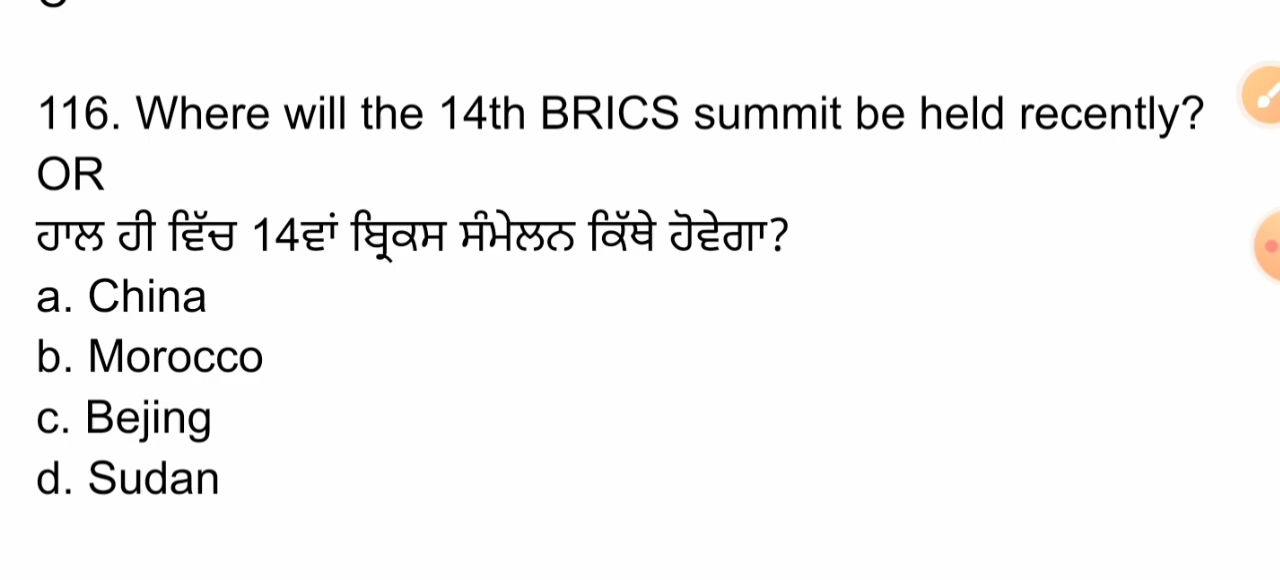 116. Where will the 14th BRICS summit be held recently?
OR
ਹਾਲ ਹੀ ਵਿੱਚ 14ਵਾਂ ਬ੍ਰਿਕਸ ਸੰਮੇਲਨ ਕਿੱਥੇ ਹੋਵੇਗਾ?
a. China
b. Morocco
c. Bejing
d. Sudan